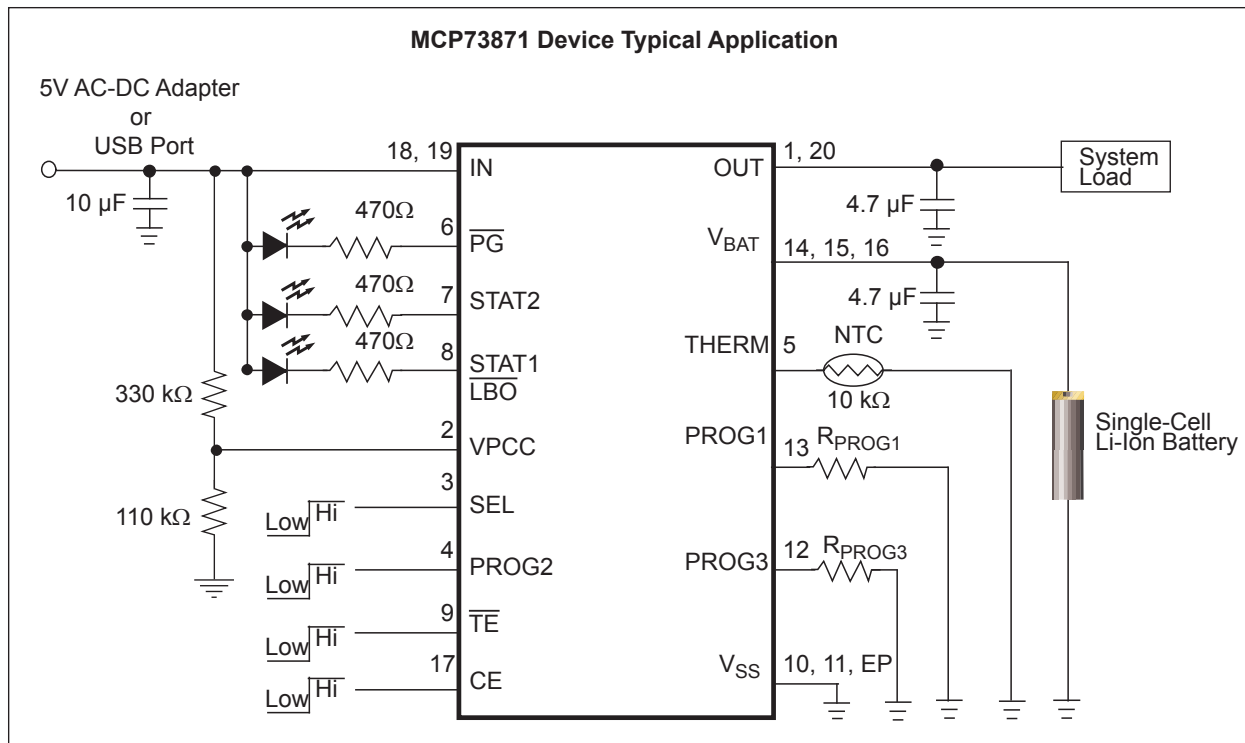 MCP73871 Device Typical Application
5V AC-DC Adapter
or
USB Port
18, 19
IN
OUT
1, 20
System
Load
10 µF
470Ω
6
PG
4.7 µF
VBAT
14, 15, 16
470Ω
7
STAT2
4.7 µF
470Ω
8
STAT1
LBO
THERM
5
NTC
10 kΩ
330 kΩ
2
VPCC
PROG1
13
RPROG1
Single-Cell
Li-Ion Battery
3
SEL
Low
Hi
110 kΩ
4
PROG2
Low
Hi
PROG3
12
RPROG3
9
TE
Low
Hi
17
CE
Low
Hi
VSS
10, 11, EP